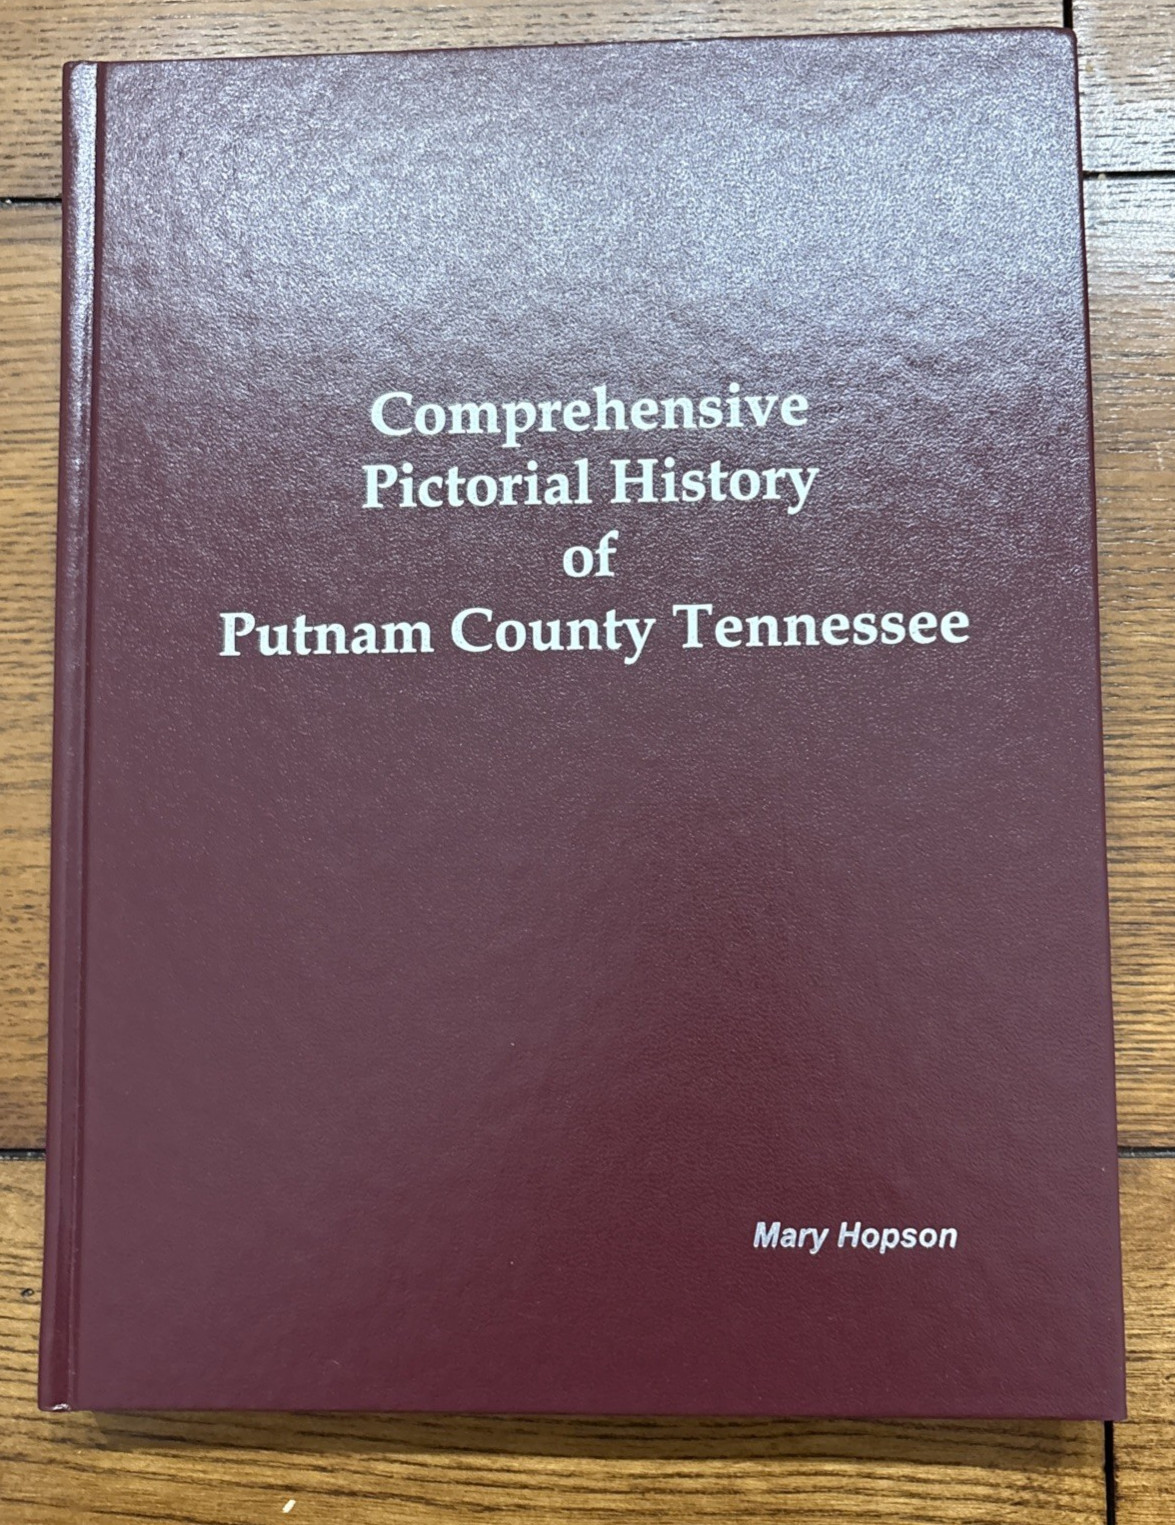 Comprehensive
Pictorial History
of
Putnam County Tennessee
Mary Hopson